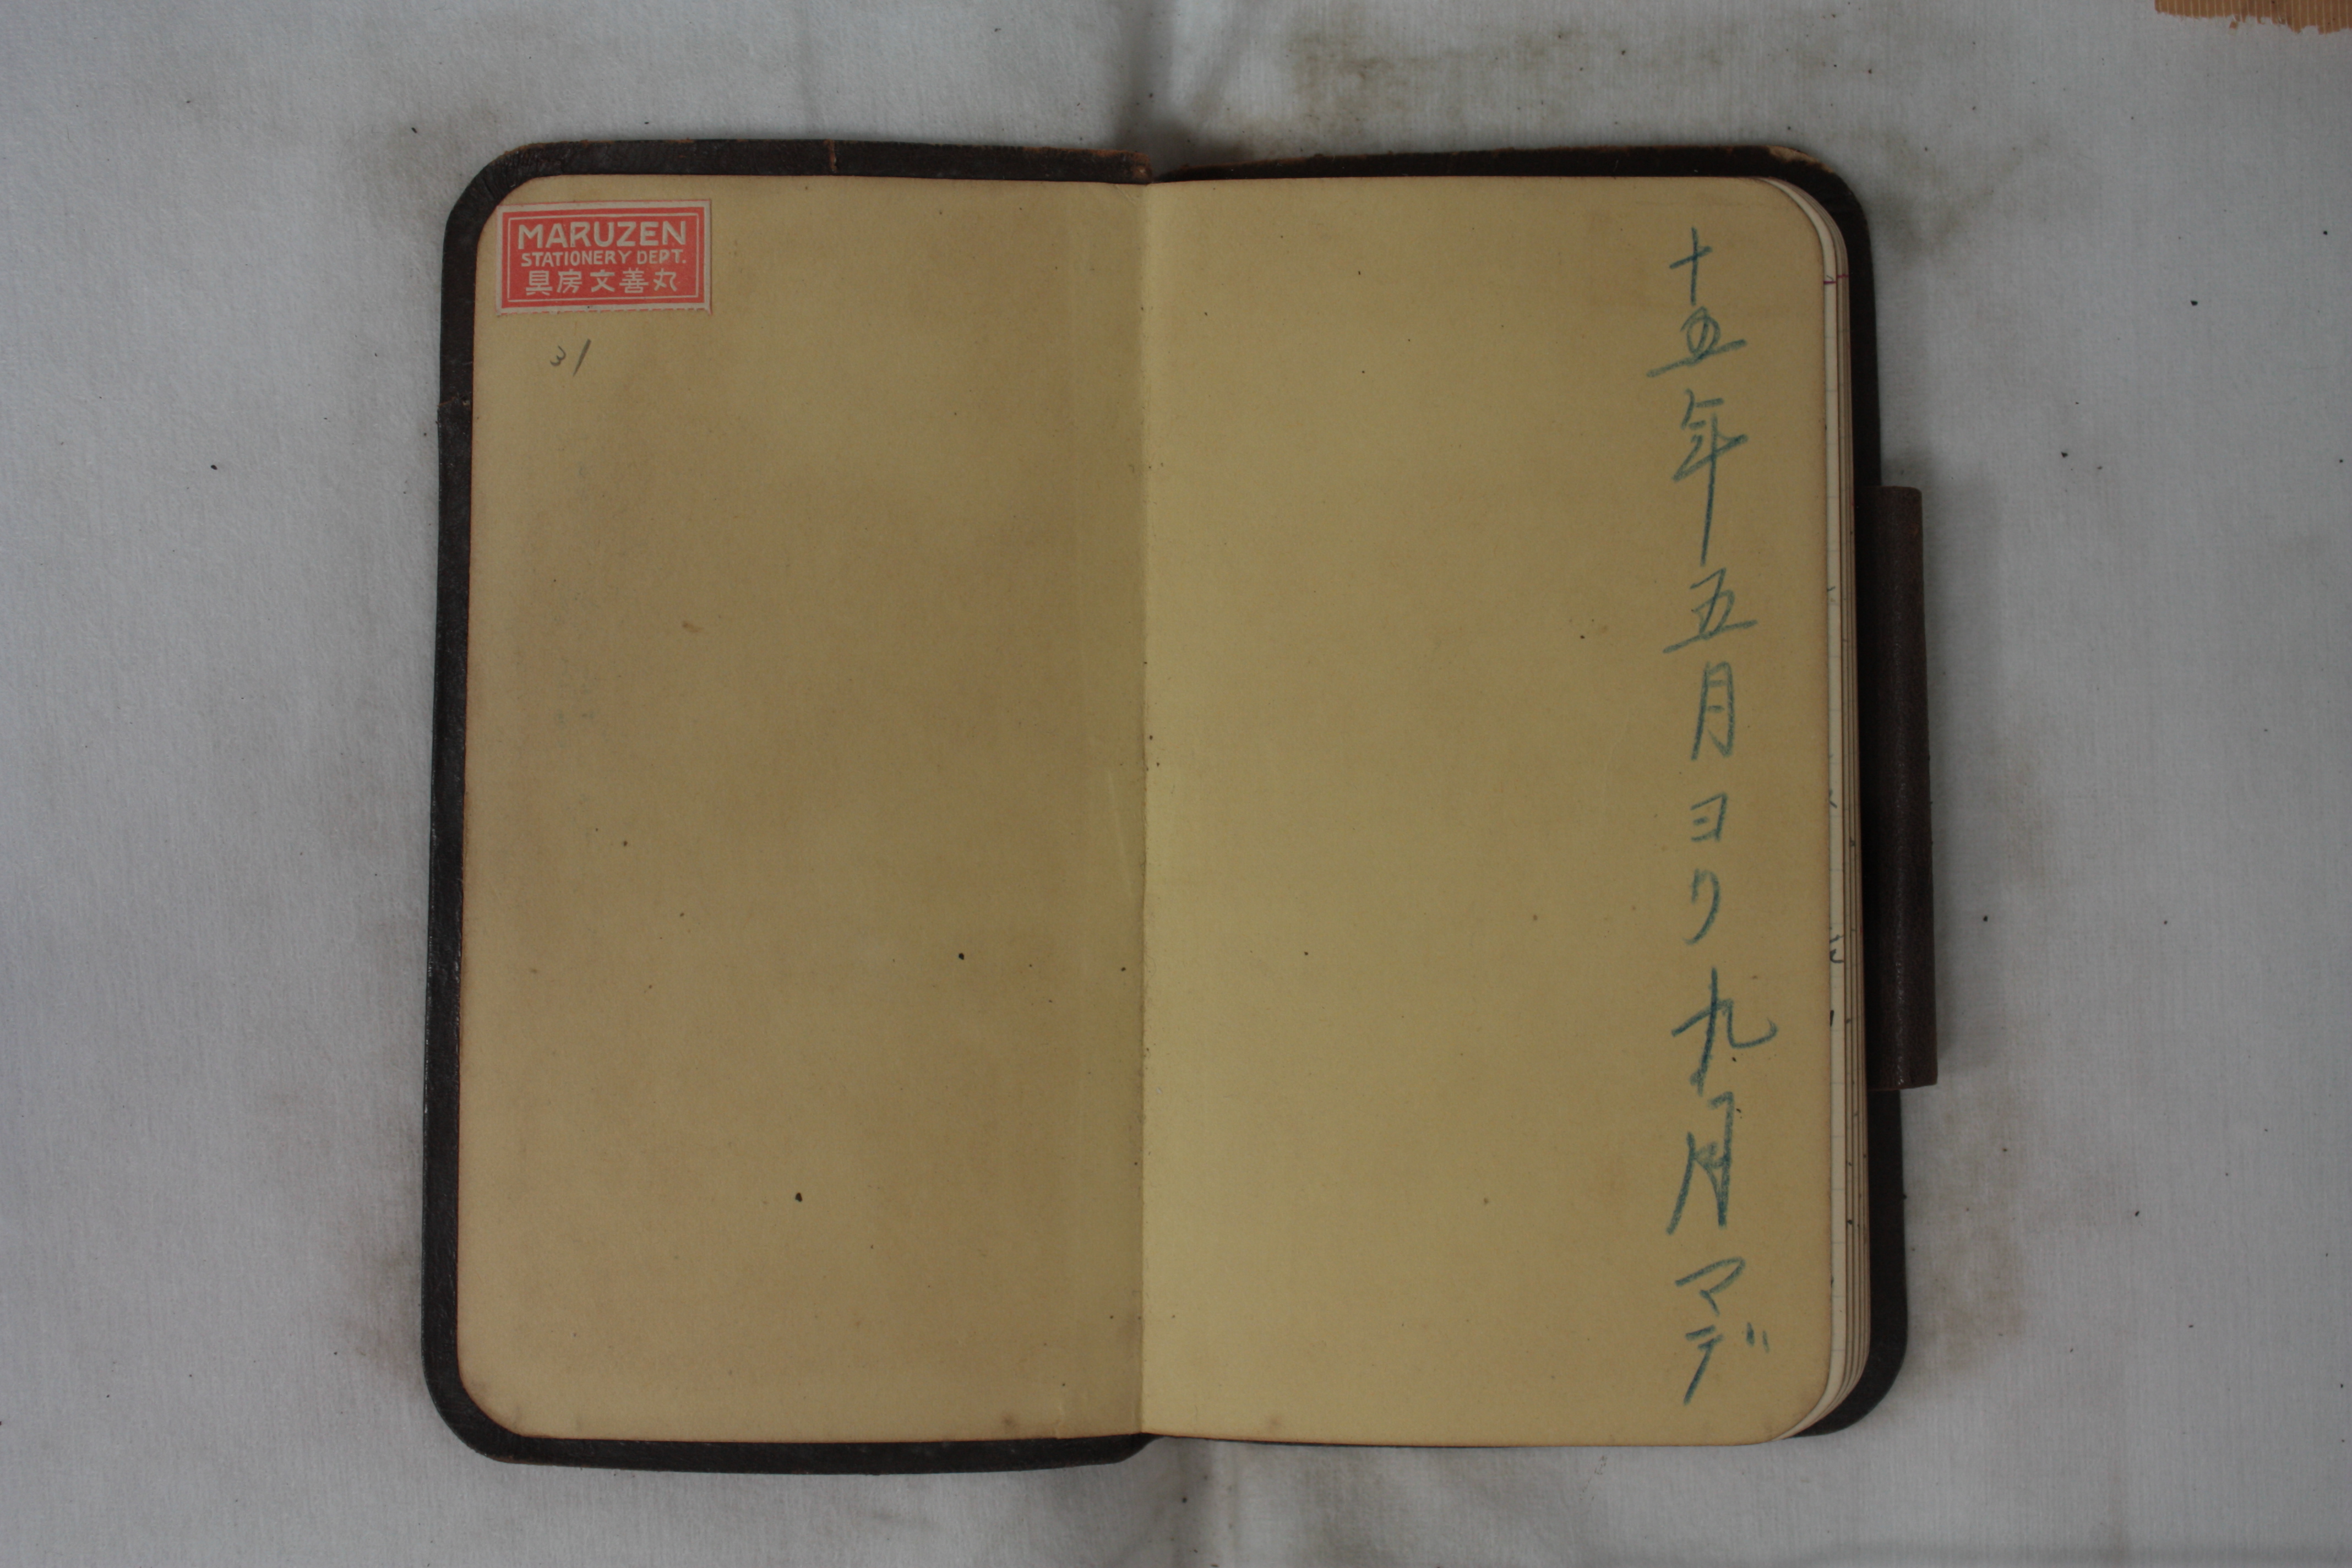 MARUZEN
STATIONERY DEPT.
具房文善丸
31
十五年五月ヨリ九月マデ